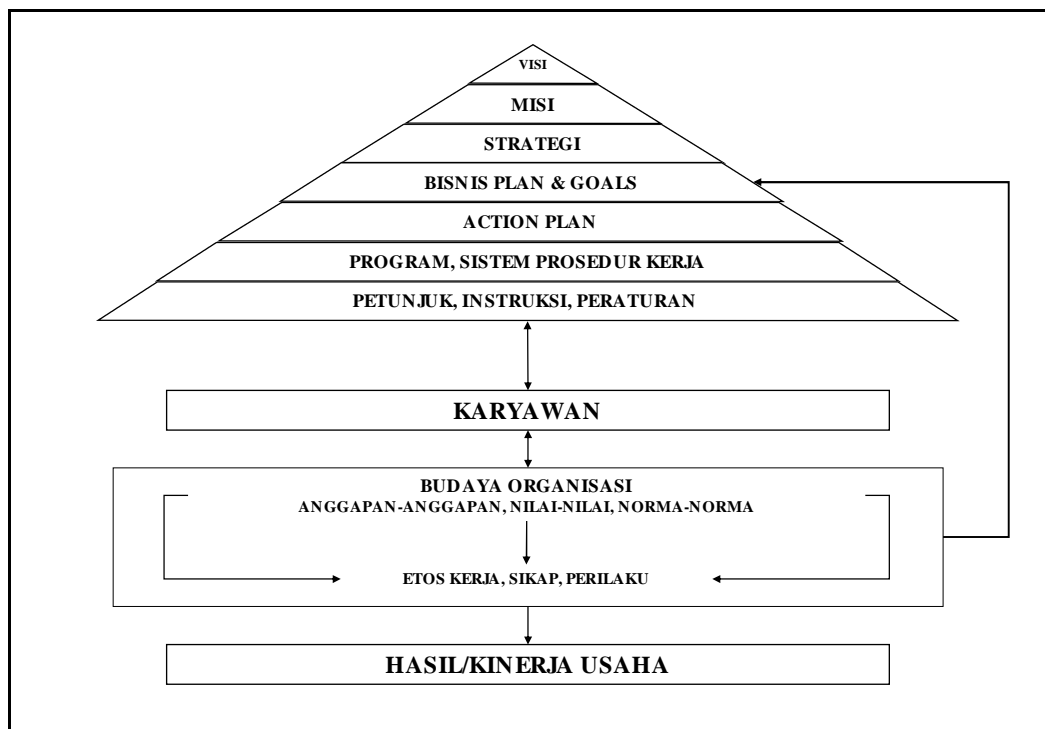 VISI
MISI
STRATEGI
BISNIS PLAN & GOALS
ACTION PLAN
PROGRAM, SISTEM PROSEDUR KERJA
PETUNJUK, INSTRUKSI, PERATURAN
KARYAWAN
BUDAYA ORGANISASI
ANGGAPAN-ANGGAPAN, NILAI-NILAI, NORMA-NORMA
ETOS KERJA, SIKAP, PERILAKU
HASIL/KINERJA USAHA